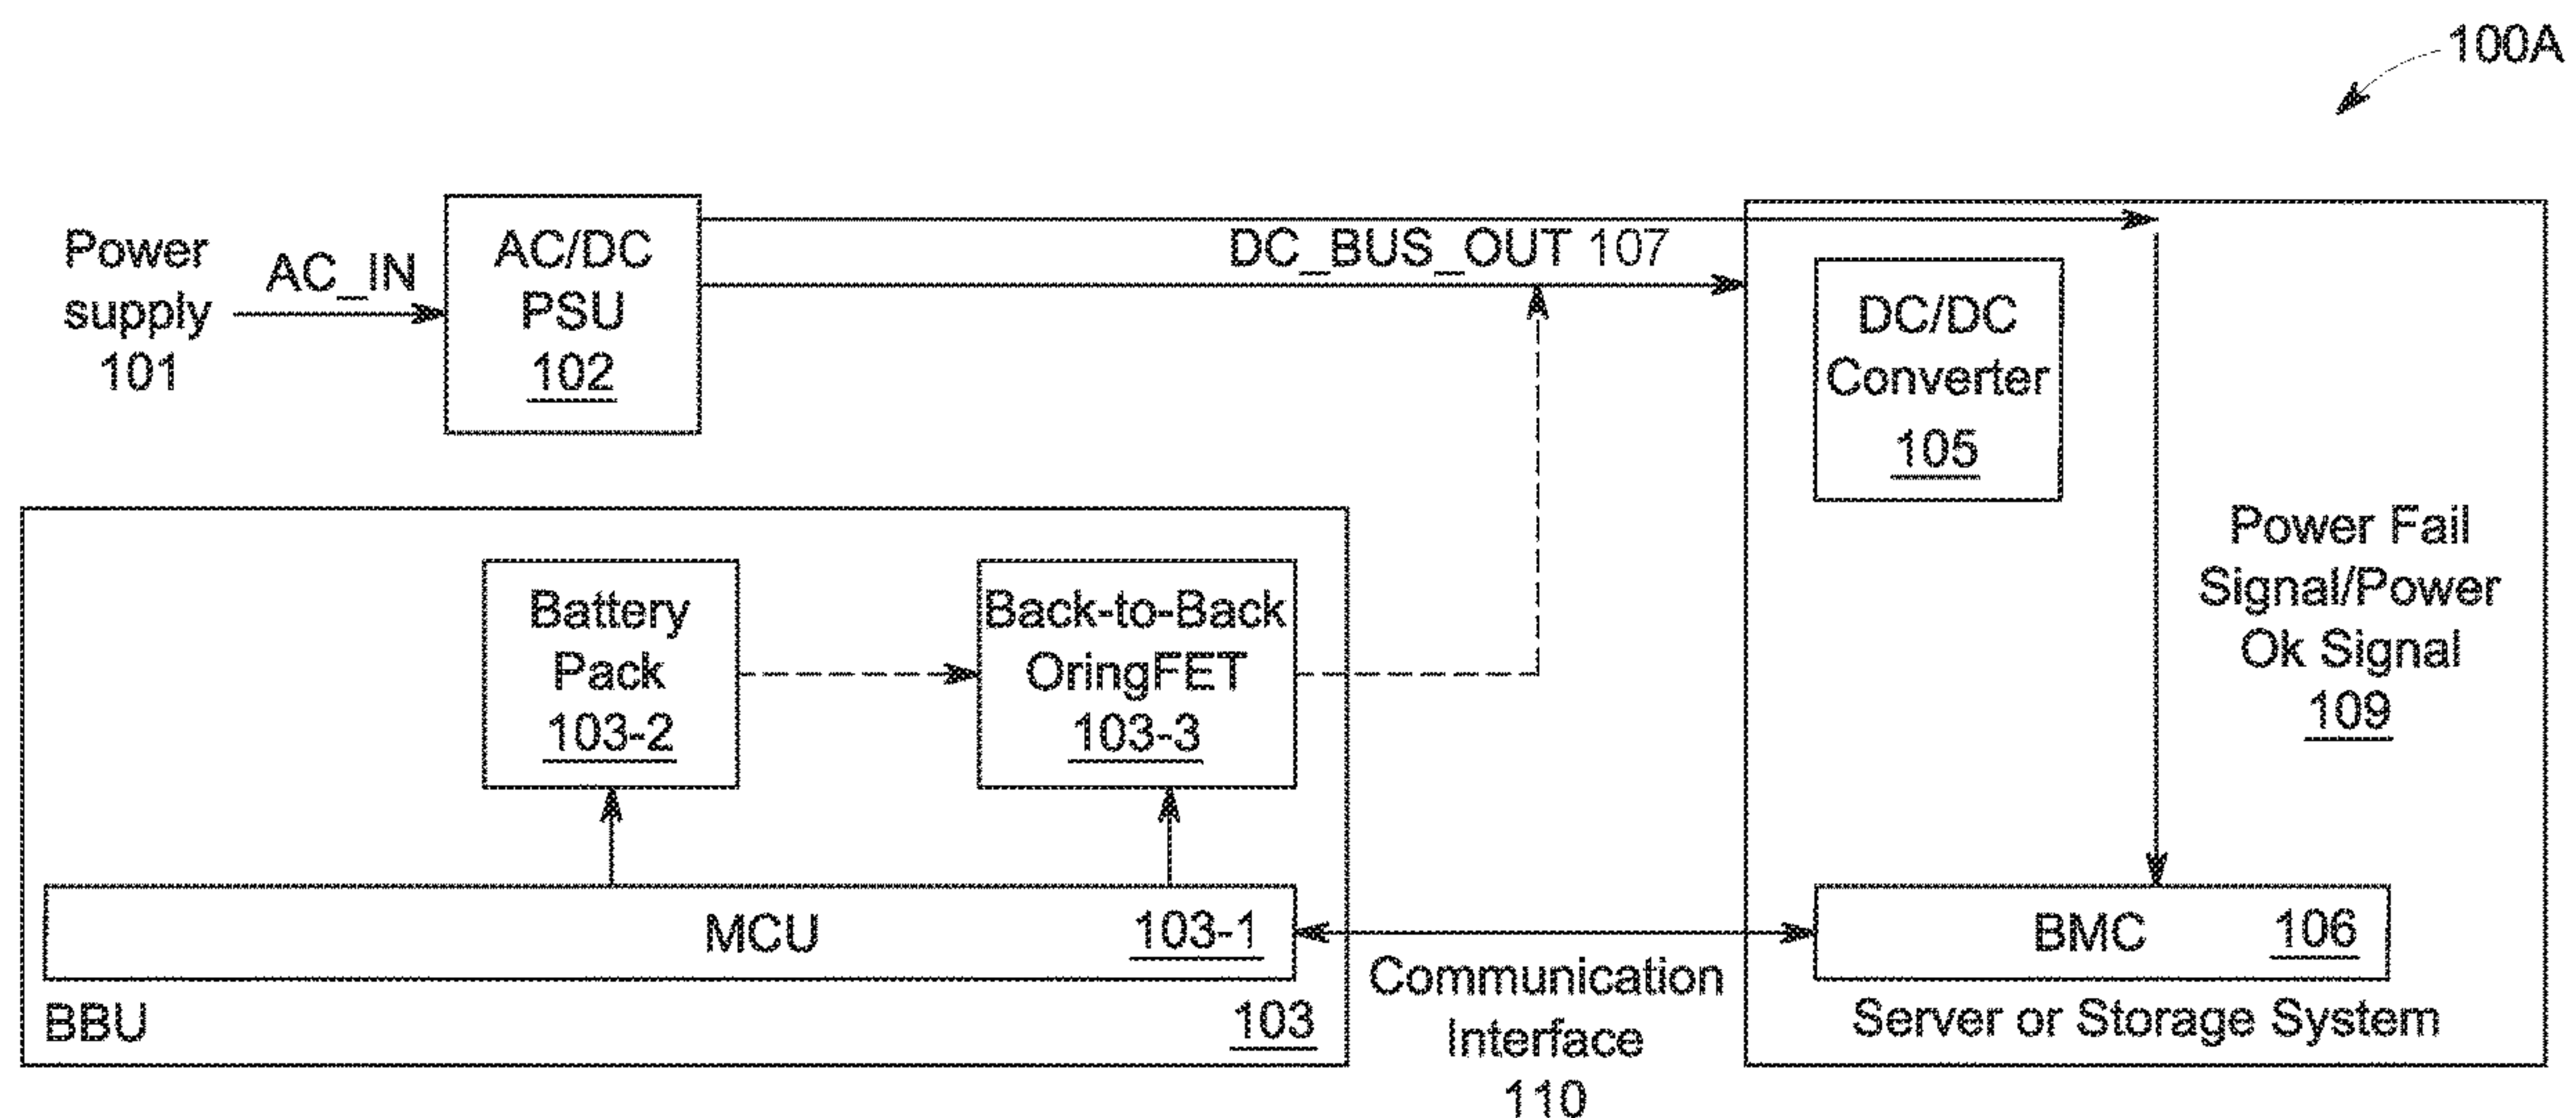 100A
Power
supply
101
AC_IN
AC/DC
PSU
102
DC_BUS_OUT 107
DC/DC
Converter
105
Power Fail
Signal/Power
Ok Signal
109
Battery
Pack
103-2
Back-to-Back
OringFET
103-3
MCU 103-1
BBU 103
Communication
Interface
110
BMC 106
Server or Storage System